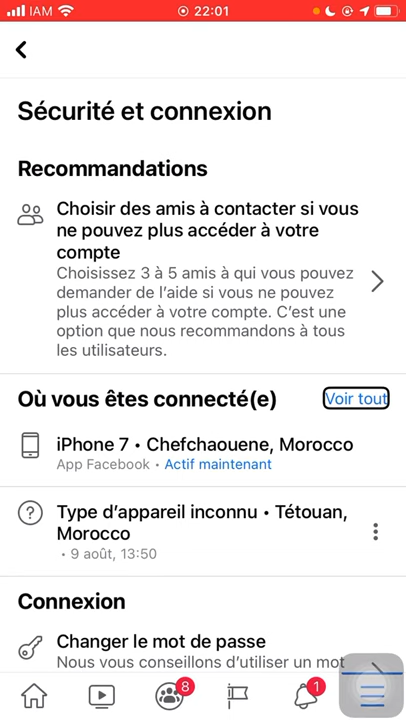 IAM 22:01
Sécurité et connexion
Recommandations
Choisir des amis à contacter si vous
ne pouvez plus accéder à votre
compte
Choisissez 3 à 5 amis à qui vous pouvez
demander de l'aide si vous ne pouvez
plus accéder à votre compte. C'est une
option que nous recommandons à tous
les utilisateurs.
Où vous êtes connecté(e) Voir tout
iPhone 7 • Chefchaouene, Morocco
App Facebook • Actif maintenant
Type d'appareil inconnu • Tétouan,
Morocco
• 9 août, 13:50
Connexion
Changer le mot de passe
Nous vous conseillons d'utiliser un mot
8 1